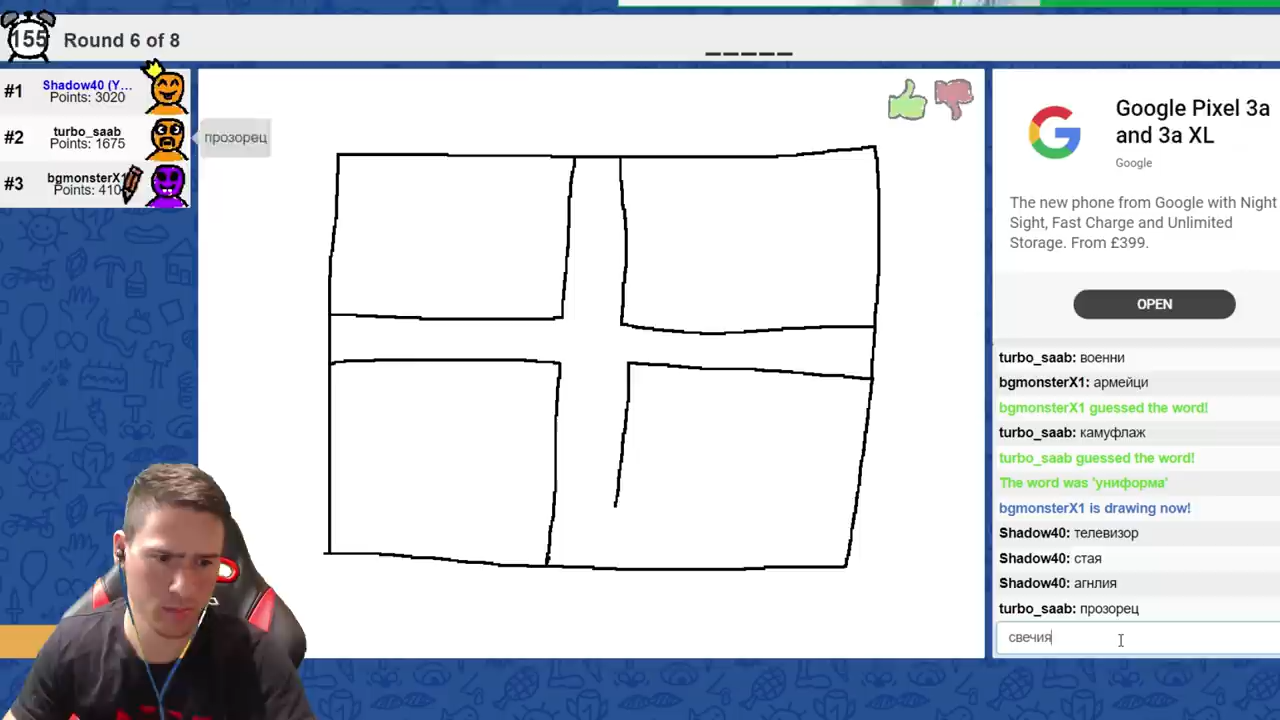 155
Round 6 of 8
_ _ _ _ _
#1
Shadow40 (Y...
Points: 3020
#2
turbo_saab
Points: 1675
#3
bgmonsterX1
Points: 410
прозорец
Google Pixel 3a
and 3a XL
Google
The new phone from Google with Night
Sight, Fast Charge and Unlimited
Storage. From £399.
OPEN
turbo_saab: военни
bgmonsterX1: армейци
bgmonsterX1 guessed the word!
turbo_saab: камуфлаж
turbo_saab guessed the word!
The word was 'униформа'
bgmonsterX1 is drawing now!
Shadow40: телевизор
Shadow40: стая
Shadow40: агнлия
turbo_saab: прозорец
свечия